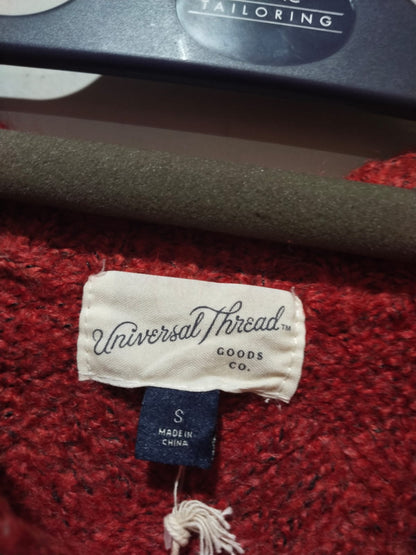 TAILORING
Universal Thread™
GOODS
CO.
S
MADE IN
CHINA